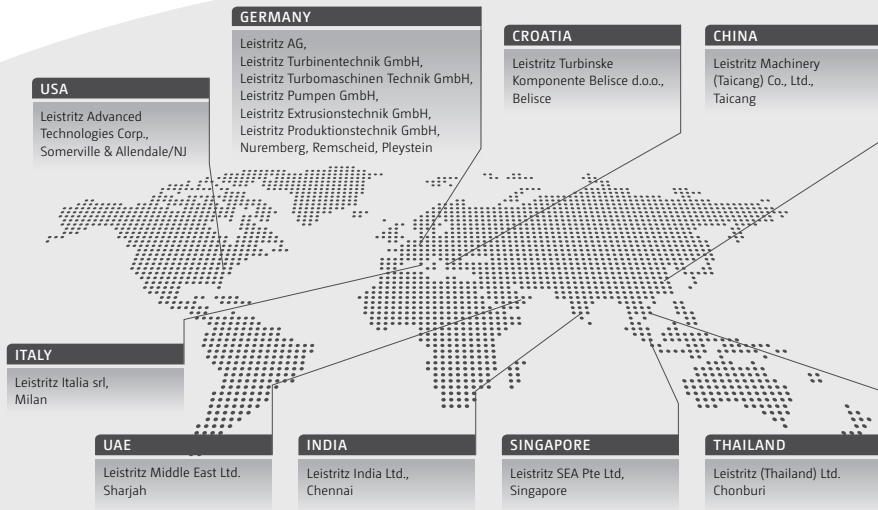 GERMANY
Leistritz AG,
Leistritz Turbinentechnik GmbH,
Leistritz Turbomaschinen Technik GmbH,
Leistritz Pumpen GmbH,
Leistritz Extrusionstechnik GmbH,
Leistritz Produktionstechnik GmbH,
Nuremberg, Remscheid, Pleystein
CROATIA
Leistritz Turbinske
Komponente Belisce d.o.o.,
Belisce
CHINA
Leistritz Machinery
(Taicang) Co., Ltd.,
Taicang
USA
Leistritz Advanced
Technologies Corp.,
Somerville & Allendale/NJ
ITALY
Leistritz Italia srl,
Milan
UAE
Leistritz Middle East Ltd.
Sharjah
INDIA
Leistritz India Ltd.,
Chennai
SINGAPORE
Leistritz SEA Pte Ltd,
Singapore
THAILAND
Leistritz (Thailand) Ltd.
Chonburi